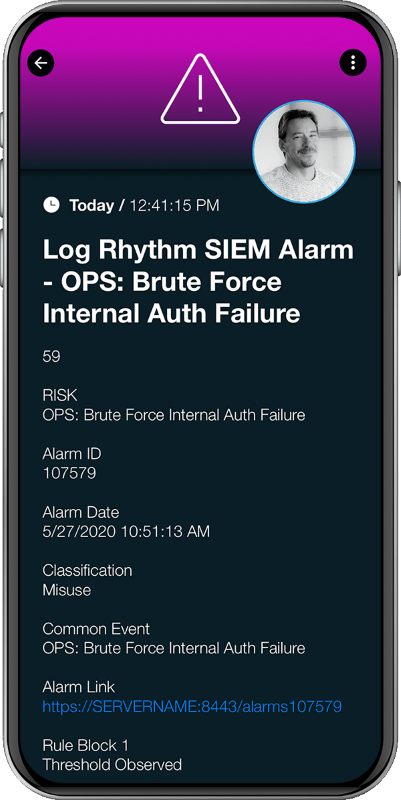 Today / 12:41:15 PM
Log Rhythm SIEM Alarm
- OPS: Brute Force
Internal Auth Failure
59
RISK
OPS: Brute Force Internal Auth Failure
Alarm ID
107579
Alarm Date
5/27/2020 10:51:13 AM
Classification
Misuse
Common Event
OPS: Brute Force Internal Auth Failure
Alarm Link
https://SERVERNAME:8443/alarms107579
Rule Block 1
Threshold Observed